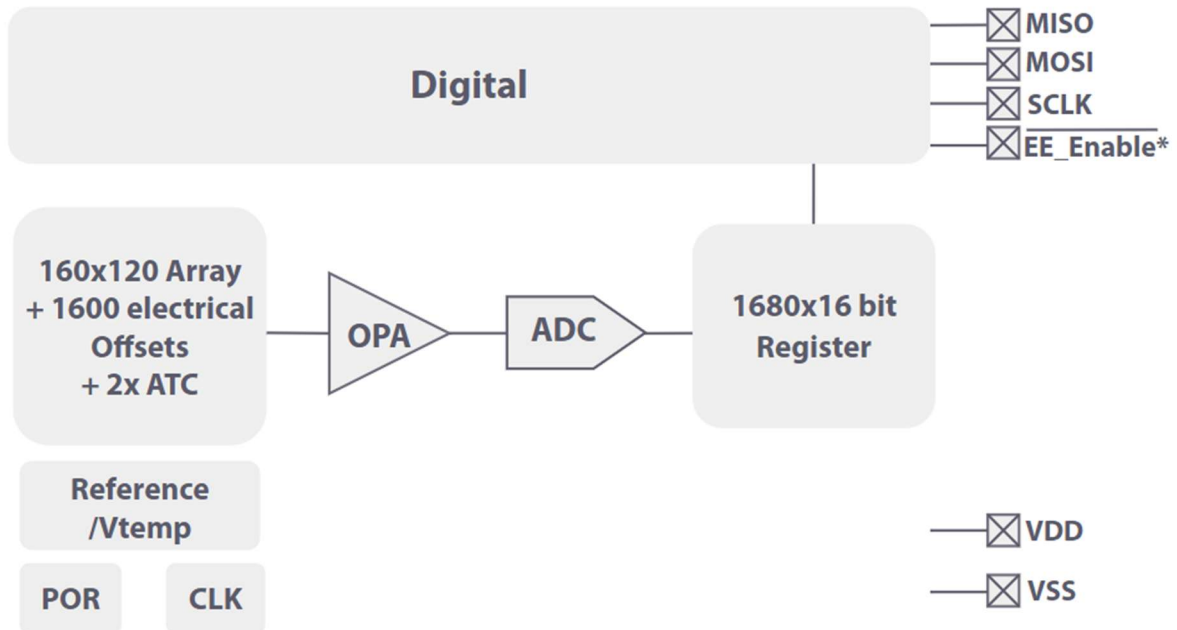 Digital
MISO
MOSI
SCLK
EE_Enable*
160x120 Array
+ 1600 electrical
Offsets
+ 2x ATC
OPA
ADC
1680x16 bit
Register
Reference
/Vtemp
POR
CLK
VDD
VSS